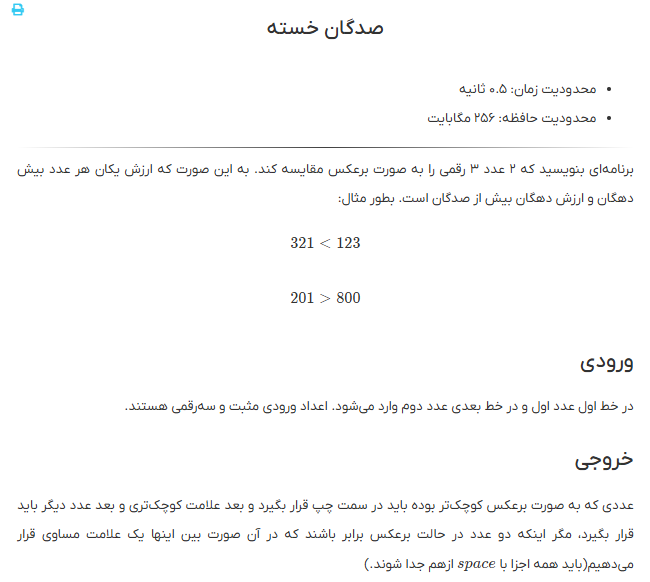 صدگان خسته
محدودیت زمان: ۰.۵ ثانیه
محدودیت حافظه: ۲۵۶ مگابایت
برنامه‌ای بنویسید که ۲ عدد ۳ رقمی را به صورت برعکس مقایسه کند. به این صورت که ارزش یکان هر عدد بیش
دهگان و ارزش دهگان بیش از صدگان است. بطور مثال:
321 < 123
201 > 800
ورودی
در خط اول عدد اول و در خط بعدی عدد دوم وارد می‌شود. اعداد ورودی مثبت و سه‌رقمی هستند.
خروجی
عددی که به صورت برعکس کوچک‌تر بوده باید در سمت چپ قرار بگیرد و بعد علامت کوچک‌تری و بعد عدد دیگر باید
قرار بگیرد، مگر اینکه دو عدد در حالت برعکس برابر باشند که در آن صورت بین اینها یک علامت مساوی قرار
می‌دهیم(باید همه اجزا با space ازهم جدا شوند.)